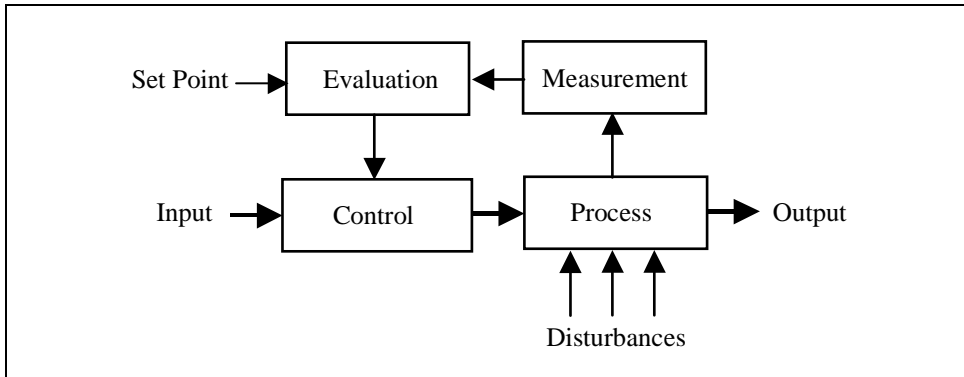 Set Point
Evaluation
Measurement
Input
Control
Process
Output
Disturbances